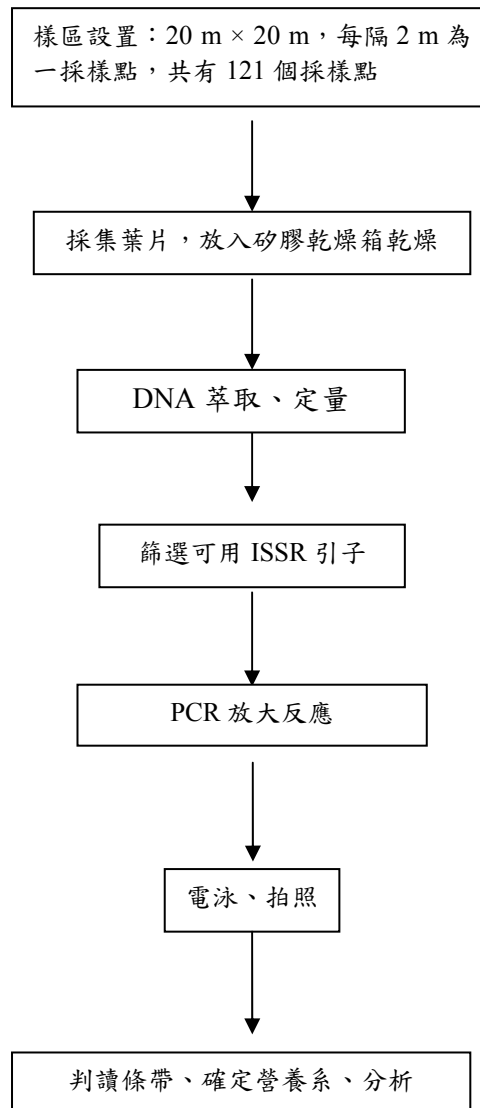 樣區設置：20 m × 20 m，每隔 2 m 為
一採樣點，共有 121 個採樣點
採集葉片，放入矽膠乾燥箱乾燥
DNA 萃取、定量
篩選可用 ISSR 引子
PCR 放大反應
電泳、拍照
判讀條帶、確定營養系、分析